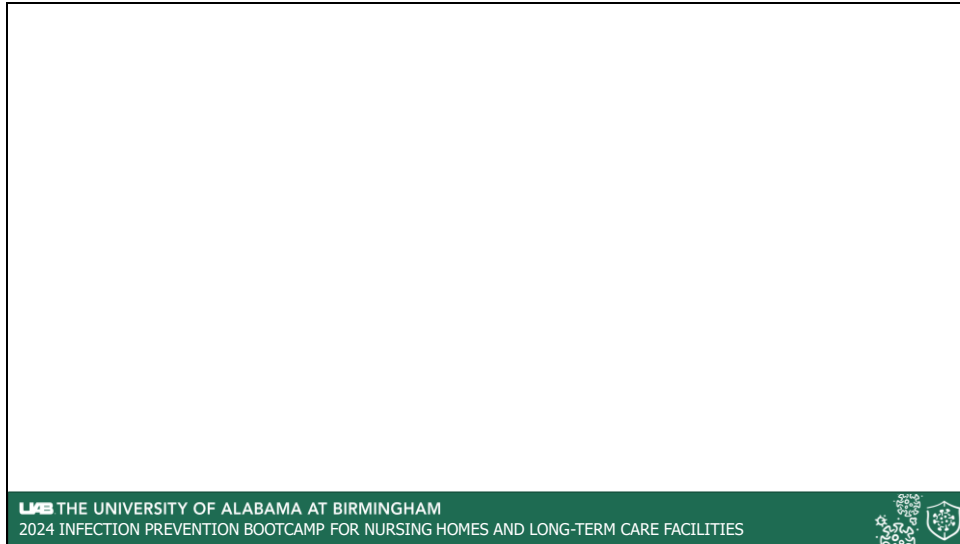 UAB THE UNIVERSITY OF ALABAMA AT BIRMINGHAM
2024 INFECTION PREVENTION BOOTCAMP FOR NURSING HOMES AND LONG-TERM CARE FACILITIES